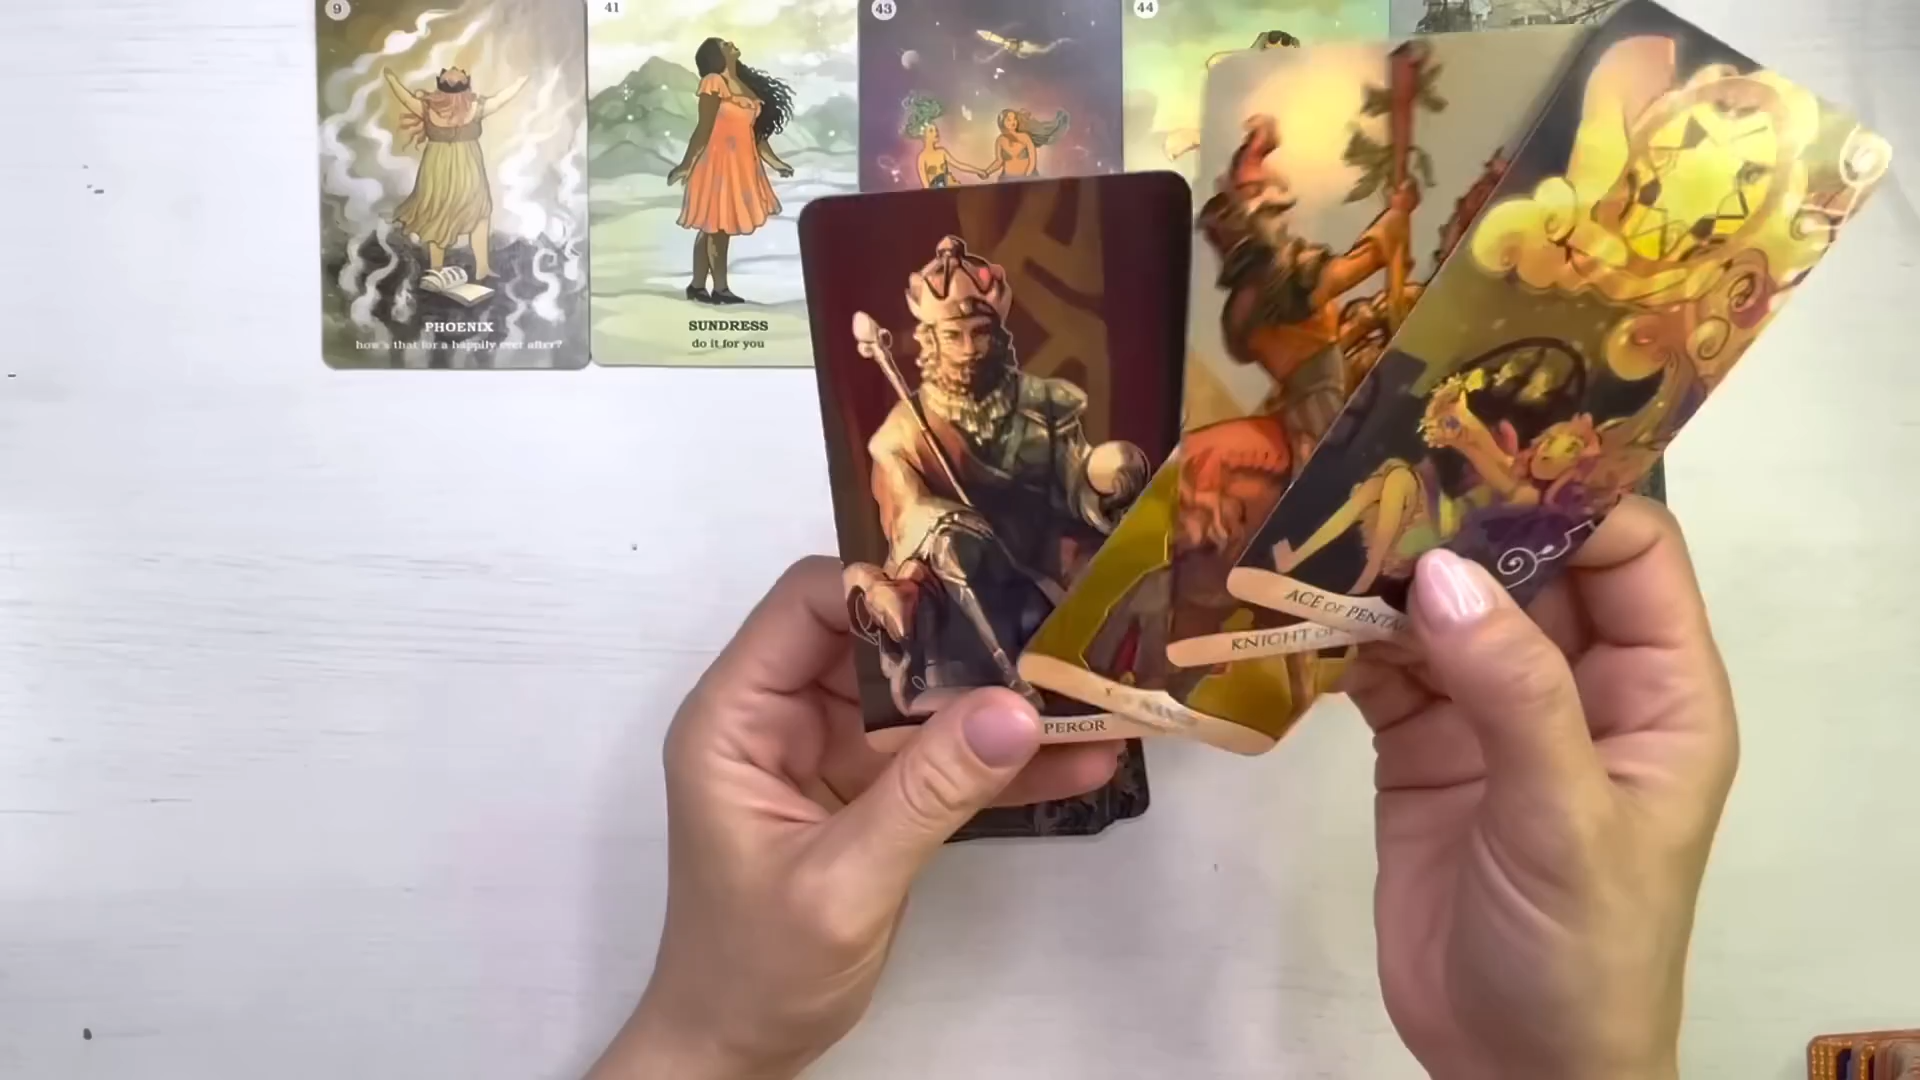 9
41
43
44
PHOENIX
how's that for a happily ever after?
SUNDRESS
do it for you
ACE OF PENTA
KNIGHT OF
PEROR